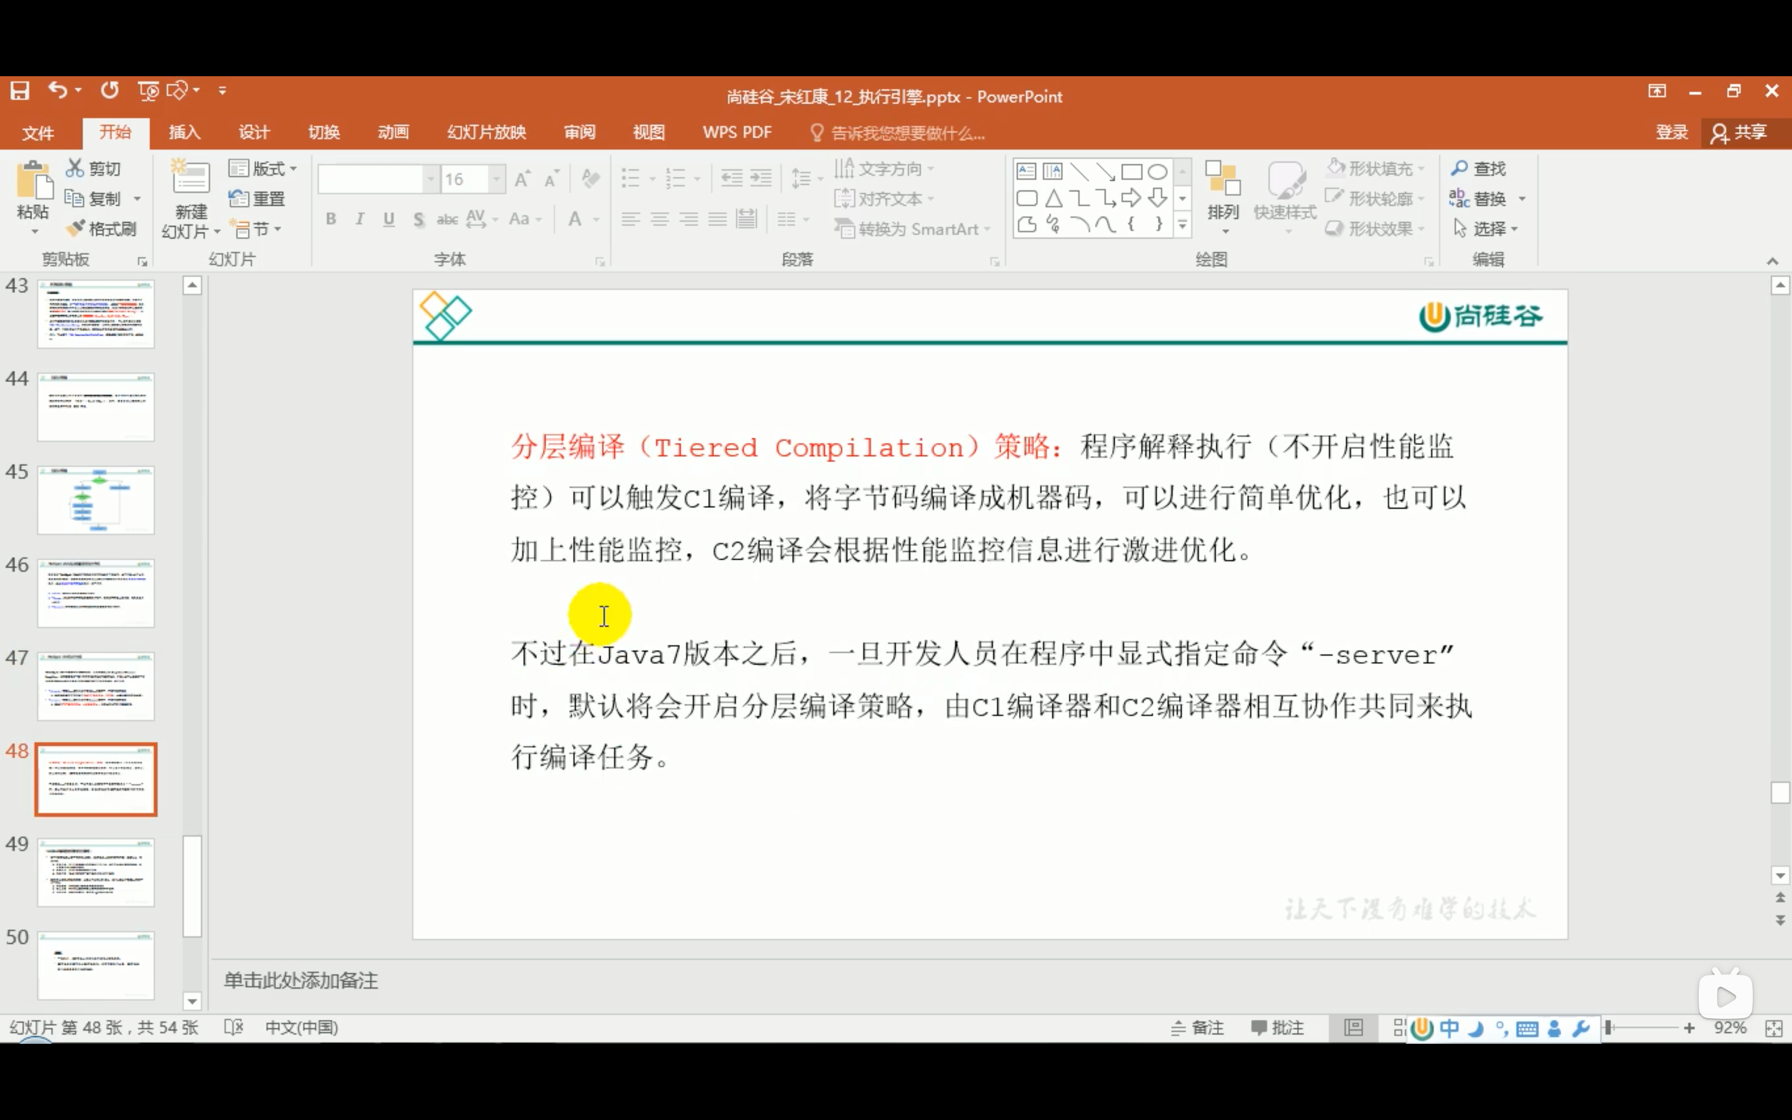 尚硅谷_宋红康_12_执行引擎.pptx - PowerPoint
文件 开始 插入 设计 切换 动画 幻灯片放映 审阅 视图 WPS PDF 告诉我您想要做什么... 登录 共享
粘贴 剪切 复制 格式刷
剪贴板
新建
幻灯片 版式 重置 节
幻灯片
16
B I U S abc AV Aa A
字体
文字方向
对齐文本
转换为 SmartArt
段落
排列 快速样式 形状填充 形状轮廓 形状效果
绘图
查找
替换
选择
编辑
43
44
45
46
47
48
49
50
尚硅谷
分层编译（Tiered Compilation）策略：程序解释执行（不开启性能监
控）可以触发C1编译，将字节码编译成机器码，可以进行简单优化，也可以
加上性能监控，C2编译会根据性能监控信息进行激进优化。
不过在Java7版本之后，一旦开发人员在程序中显式指定命令“-server”
时，默认将会开启分层编译策略，由C1编译器和C2编译器相互协作共同来执
行编译任务。
让天下没有难学的技术
单击此处添加备注
幻灯片 第 48 张，共 54 张 中文(中国) 备注 批注 中 92%